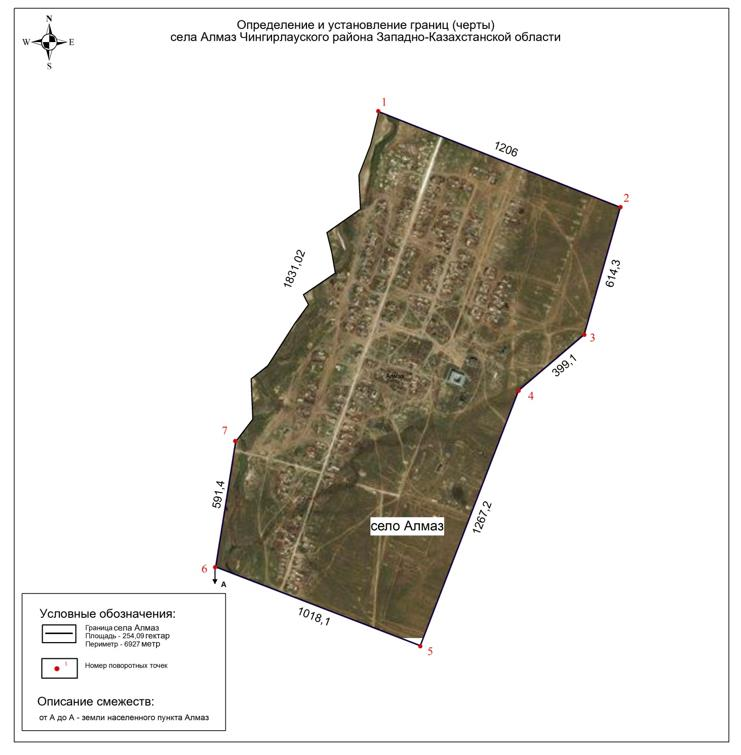 Определение и установление границ (черты)
села Алмаз Чингирлауского района Западно-Казахстанской области
N
W E
S
1
1206
2
614,3
1831,02
3
399,1
Алмаз
4
7
591,4
1267,2
село Алмаз
6
А
1018,1
5
Условные обозначения:
Граница села Алмаз
Площадь - 254,09 гектар
Периметр - 6927 метр
1
Номер поворотных точек
Описание смежеств:
от А до А - земли населенного пункта Алмаз